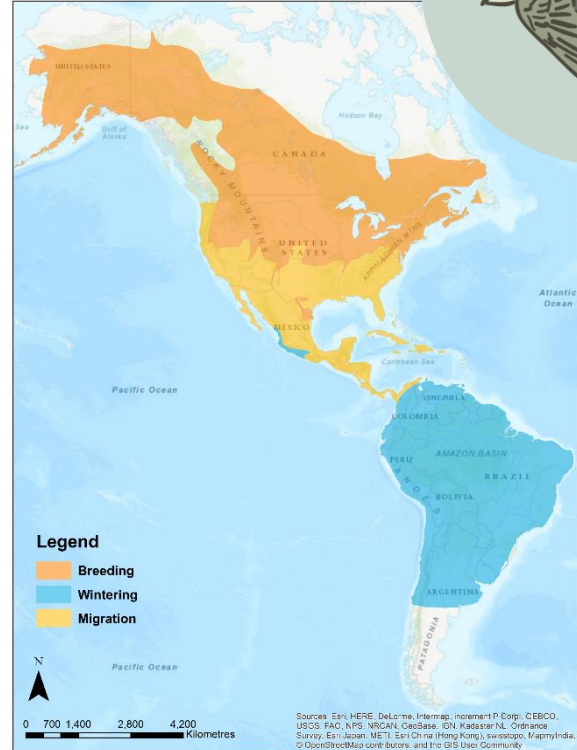 UNITED STATES
Sea
Gulf of
Alaska
Hudson Bay
CANADA
ROCKY MOUNTAINS
UNITED
STATES
APPALACHIAN MTNS
Atlantic
Ocean
MÉXICO
Caribbean Sea
Pacific Ocean
VENEZUELA
COLOMBIA
AMAZON BASIN
PERU
BRAZIL
ANDES
BOLIVIA
Legend
Breeding
Wintering
Migration
ARGENTINA
PATAGONIA
N
Pacific Ocean
0 700 1,400 2,800 4,200
Kilometres
Sources: Esri, HERE, DeLorme, Intermap, increment P Corp., GEBCO,
USGS, FAO, NPS, NRCAN, GeoBase, IGN, Kadaster NL, Ordnance
Survey, Esri Japan, METI, Esri China (Hong Kong), swisstopo, MapmyIndia,
© OpenStreetMap contributors, and the GIS User Community